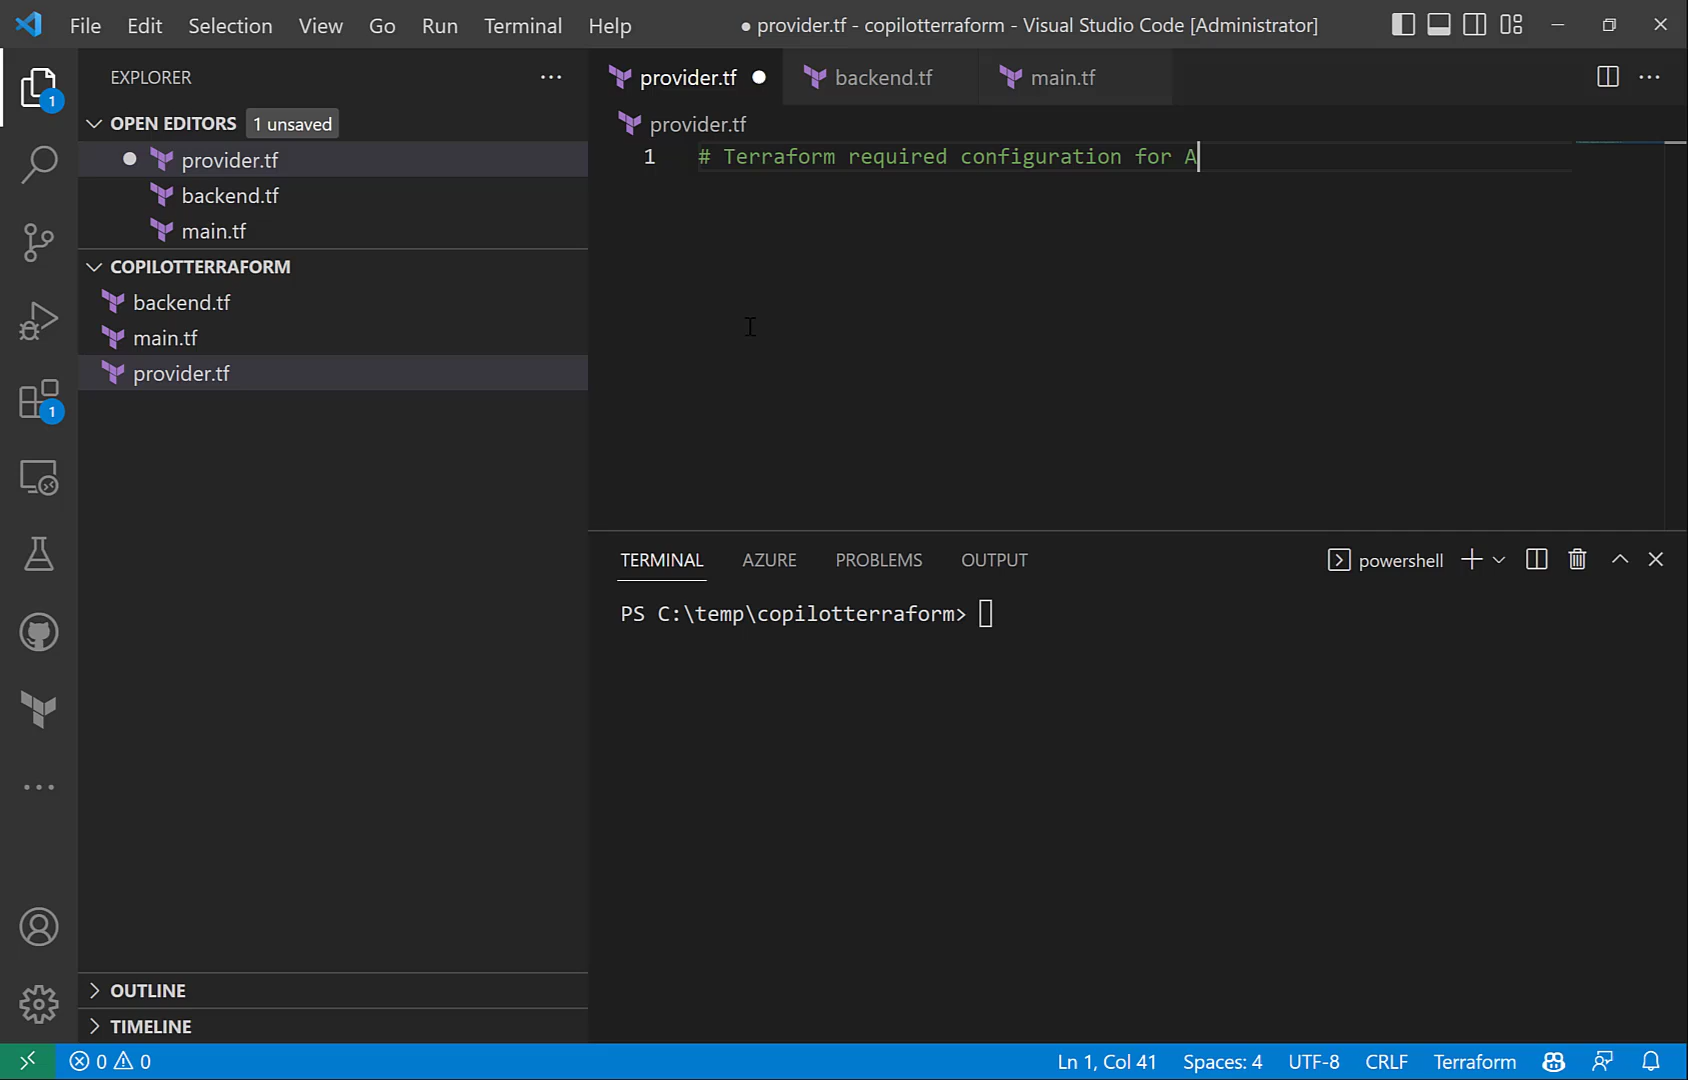 File Edit Selection View Go Run Terminal Help
● provider.tf - copilotterraform - Visual Studio Code [Administrator]
EXPLORER
OPEN EDITORS 1 unsaved
provider.tf
backend.tf
main.tf
COPILOTTERRAFORM
backend.tf
main.tf
provider.tf
OUTLINE
TIMELINE
1
1
provider.tf
backend.tf
main.tf
provider.tf
1 # Terraform required configuration for A
TERMINAL AZURE PROBLEMS OUTPUT
powershell
PS C:\temp\copilotterraform>
0 0
Ln 1, Col 41 Spaces: 4 UTF-8 CRLF Terraform